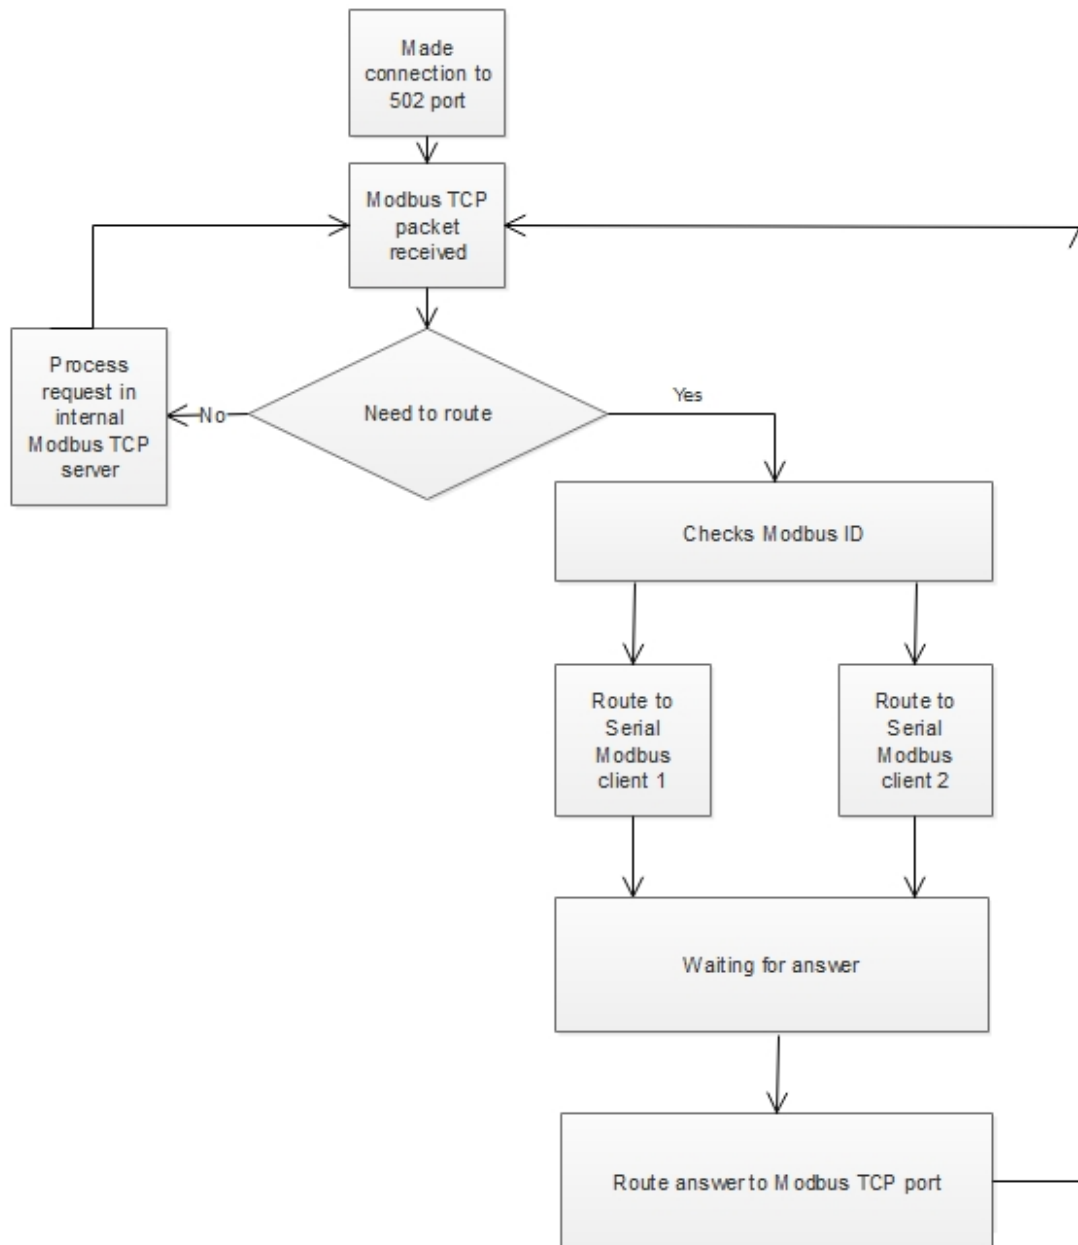 Made
connection to
502 port
Modbus TCP
packet
received
Process
request in
internal
Modbus TCP
server
No
Need to route
Yes
Checks Modbus ID
Route to
Serial
Modbus
client 1
Route to
Serial
Modbus
client 2
Waiting for answer
Route answer to Modbus TCP port